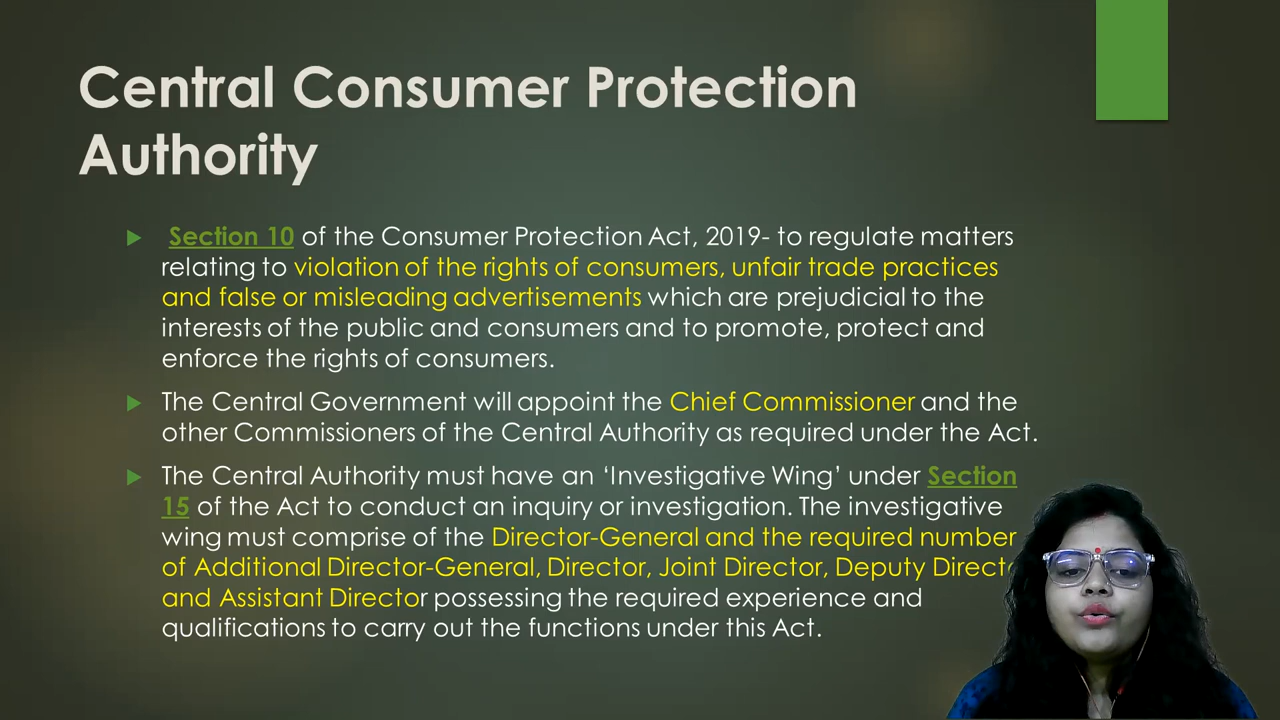 Central Consumer Protection
Authority
Section 10 of the Consumer Protection Act, 2019- to regulate matters
relating to violation of the rights of consumers, unfair trade practices
and false or misleading advertisements which are prejudicial to the
interests of the public and consumers and to promote, protect and
enforce the rights of consumers.
The Central Government will appoint the Chief Commissioner and the
other Commissioners of the Central Authority as required under the Act.
The Central Authority must have an ‘Investigative Wing’ under Section
15 of the Act to conduct an inquiry or investigation. The investigative
wing must comprise of the Director-General and the required number
of Additional Director-General, Director, Joint Director, Deputy
and Assistant Director possessing the required experience and
qualifications to carry out the functions under this Act.